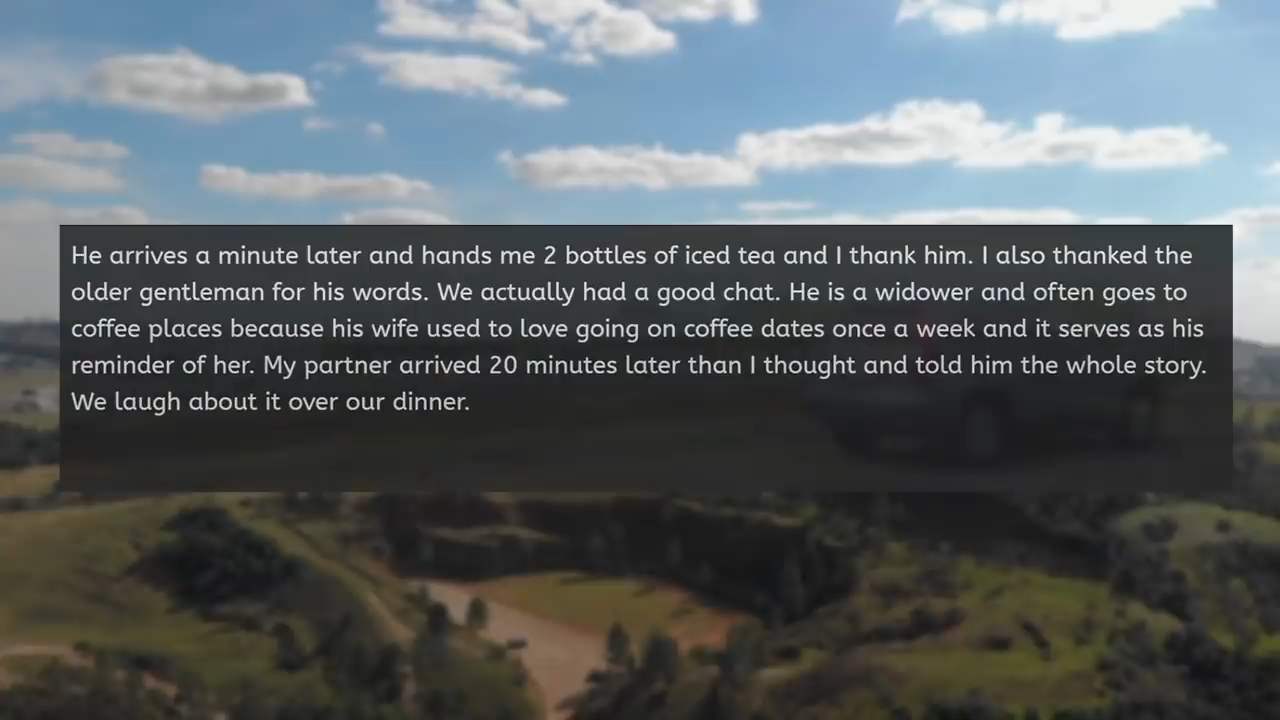 He arrives a minute later and hands me 2 bottles of iced tea and I thank him. I also thanked the
older gentleman for his words. We actually had a good chat. He is a widower and often goes to
coffee places because his wife used to love going on coffee dates once a week and it serves as his
reminder of her. My partner arrived 20 minutes later than I thought and told him the whole story.
We laugh about it over our dinner.